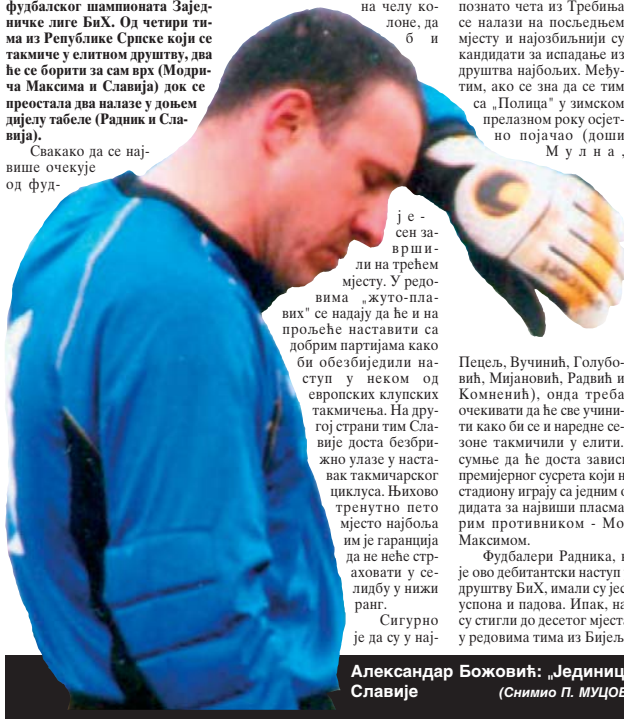 фудбалског шампионата Зајед-
ничке лиге БиХ. Од четири ти-
ма из Републике Српске који се
такмиче у елитном друштву, два
ће се борити за сам врх (Модри-
ча Максима и Славија) док се
преостала два налазе у доњем
дијелу табеле (Радник и Сла-
вија).
Свакако да се нај-
више очекује
од фуд-
на челу ко-
лоне, да
б и
ј е -
сен за-
в р ш и -
ли на трећем
мјесту. У редо-
вима „жуто-пла-
вих" се надају да ће и на
прољеће наставити са
добрим партијама како
би обезбиједили на-
ступ у неком од
европских клупских
такмичења. На дру-
гој страни тим Сла-
вије доста безбри-
жно улазе у наста-
вак такмичарског
циклуса. Њихово
тренутно пето
мјесто најбоља
им је гаранција
да не неће стр-
аховати у се-
лидбу у нижи
ранг.
Сигурно
је да су у нај-
познато чета из Требиња
се налази на посљедњем
мјесту и најозбиљнији су
кандидати за испадање из
друштва најбољих. Међу-
тим, ако се зна да се тим
са „Полица" у зимском
прелазном року осјет-
но појачао (доши
М у л н а ,
Пецељ, Вучинић, Голубо-
вић, Мијановић, Радвић и
Комненић), онда треба
очекивати да ће све учини-
ти како би се и наредне се-
зоне такмичили у елити.
сумње да ће доста зависи
премијерног сусрета који
стадиону играју са једним
дидата за највиши пласма
рим противником - Мо
Максимом.
Фудбалери Радника,
је ово дебитантски наступ
друштву БиХ, имали су јес
успона и падова. Ипак, на
су стигли до десетог мјест
у редовима тима из Бијељ
Александар Божовић: „Јединиц
Славије
(Снимио П. МУЦОВ